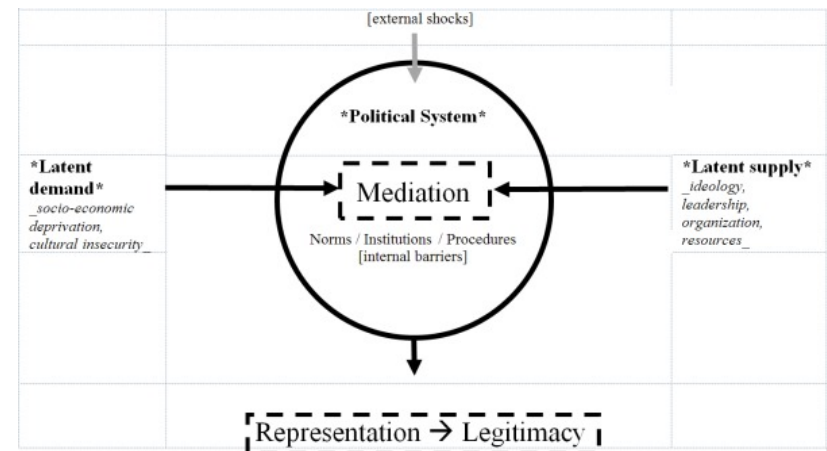 [external shocks]
*Political System*
*Latent
demand*
_socio-economic
deprivation,
cultural insecurity_
Mediation
*Latent supply*
_ideology,
leadership,
organization,
resources_
Norms / Institutions / Procedures
[internal barriers]
Representation → Legitimacy